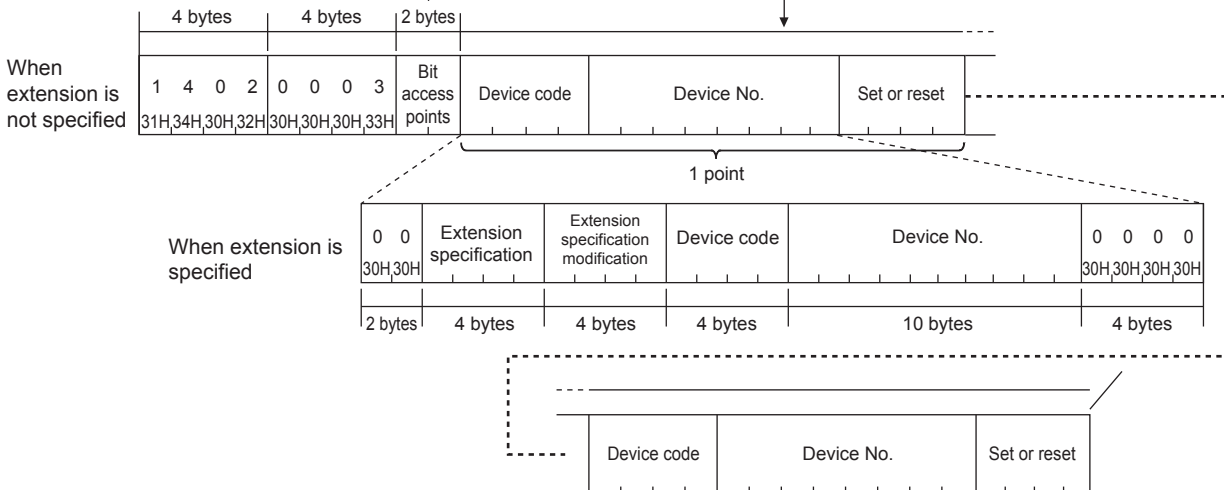 4 bytes 4 bytes 2 bytes
When
extension is
not specified
1 4 0 2 0 0 0 3
31H 34H 30H 32H 30H 30H 30H 33H
Bit
access
points
Device code
Device No.
Set or reset
1 point
When extension is
specified
0 0
30H 30H
Extension
specification
Extension
specification
modification
Device code
Device No.
0 0 0 0
30H 30H 30H 30H
2 bytes 4 bytes 4 bytes 4 bytes 10 bytes 4 bytes
Device code Device No. Set or reset